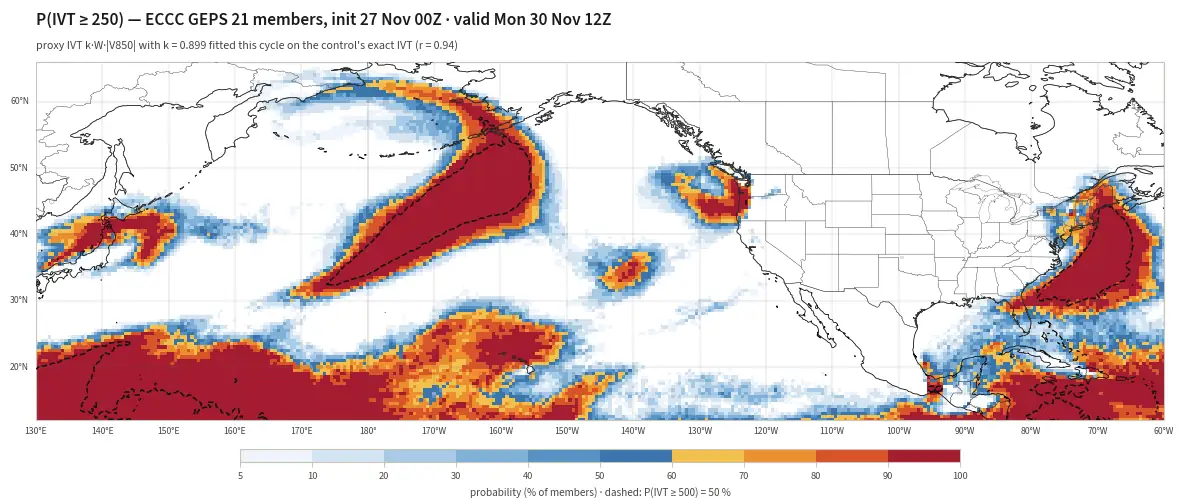 P(IVT ≥ 250) — ECCC GEPS 21 members, init 27 Nov 00Z · valid Mon 30 Nov 12Z
proxy IVT k·W·|V850| with k = 0.899 fitted this cycle on the control's exact IVT (r = 0.94)
60°N
50°N
40°N
30°N
20°N
130°E 140°E 150°E 160°E 170°E 180° 170°W 160°W 150°W 140°W 130°W 120°W 110°W 100°W 90°W 80°W 70°W 60°W
5 10 20 30 40 50 60 70 80 90 100
probability (% of members) · dashed: P(IVT ≥ 500) = 50 %